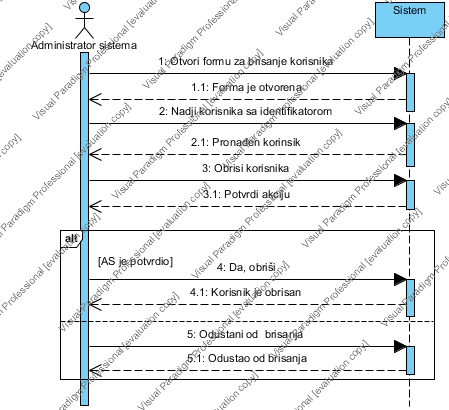 Sistem
Administrator sistema
1: Otvori formu za brisanje korisnika
1.1: Forma je otvorena
2: Nadji korisnika sa identifikatorom
2.1: Pronađen korinsik
3: Obrisi korisnika
3.1: Potvrdi akciju
alt
[AS je potvrdio]
4: Da, obriši
4.1: Korisnik je obrisan
5: Odustani od brisanja
5.1: Odustao od brisanja
Visual Paradigm Professional [evaluation copy]